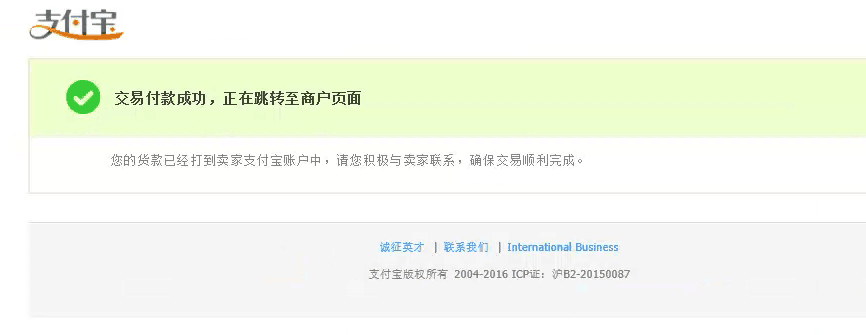 支付宝
交易付款成功，正在跳转至商户页面
您的货款已经打到卖家支付宝账户中，请您积极与卖家联系，确保交易顺利完成。
诚征英才 | 联系我们 | International Business
支付宝版权所有 2004-2016 ICP证：沪B2-20150087